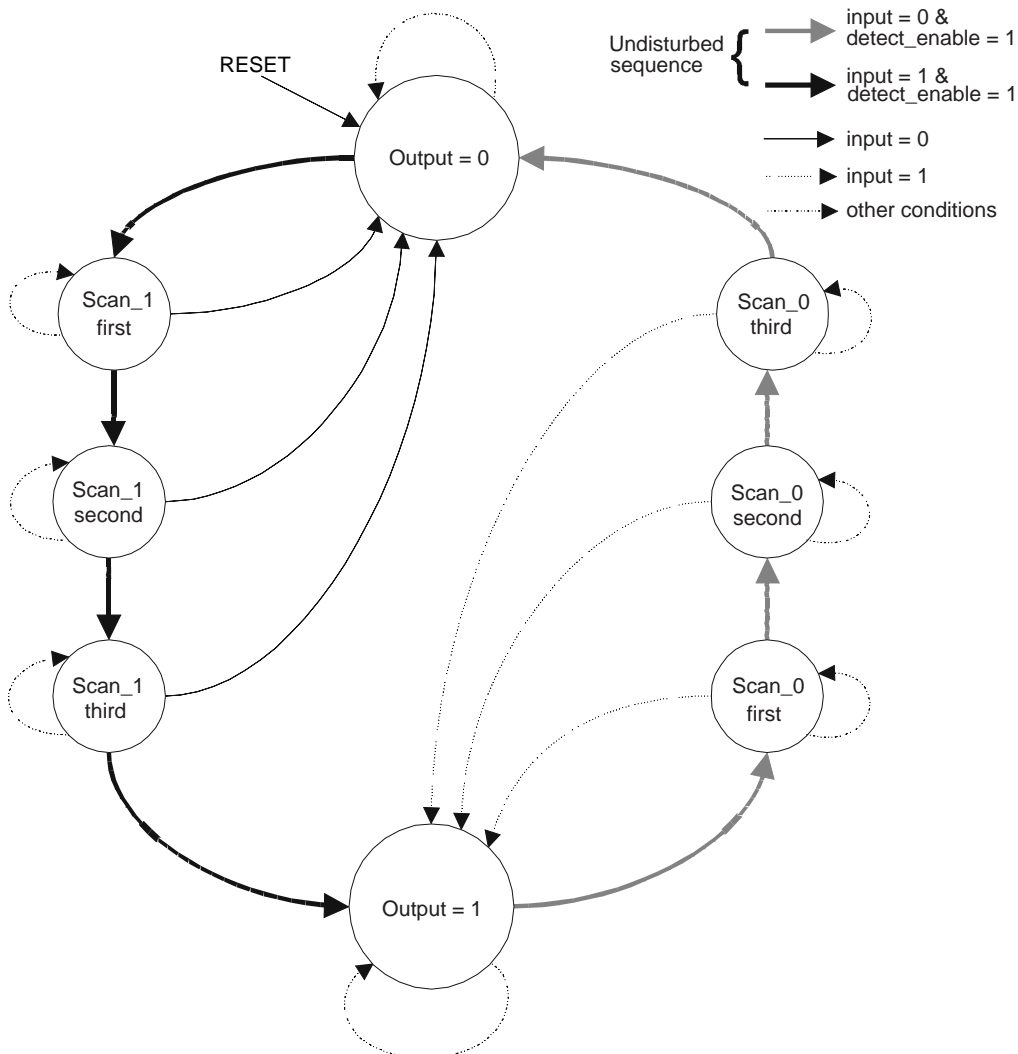 RESET
Undisturbed
sequence
input = 0 &
detect_enable = 1
input = 1 &
detect_enable = 1
input = 0
input = 1
other conditions
Output = 0
Scan_1
first
Scan_0
third
Scan_1
second
Scan_0
second
Scan_1
third
Scan_0
first
Output = 1